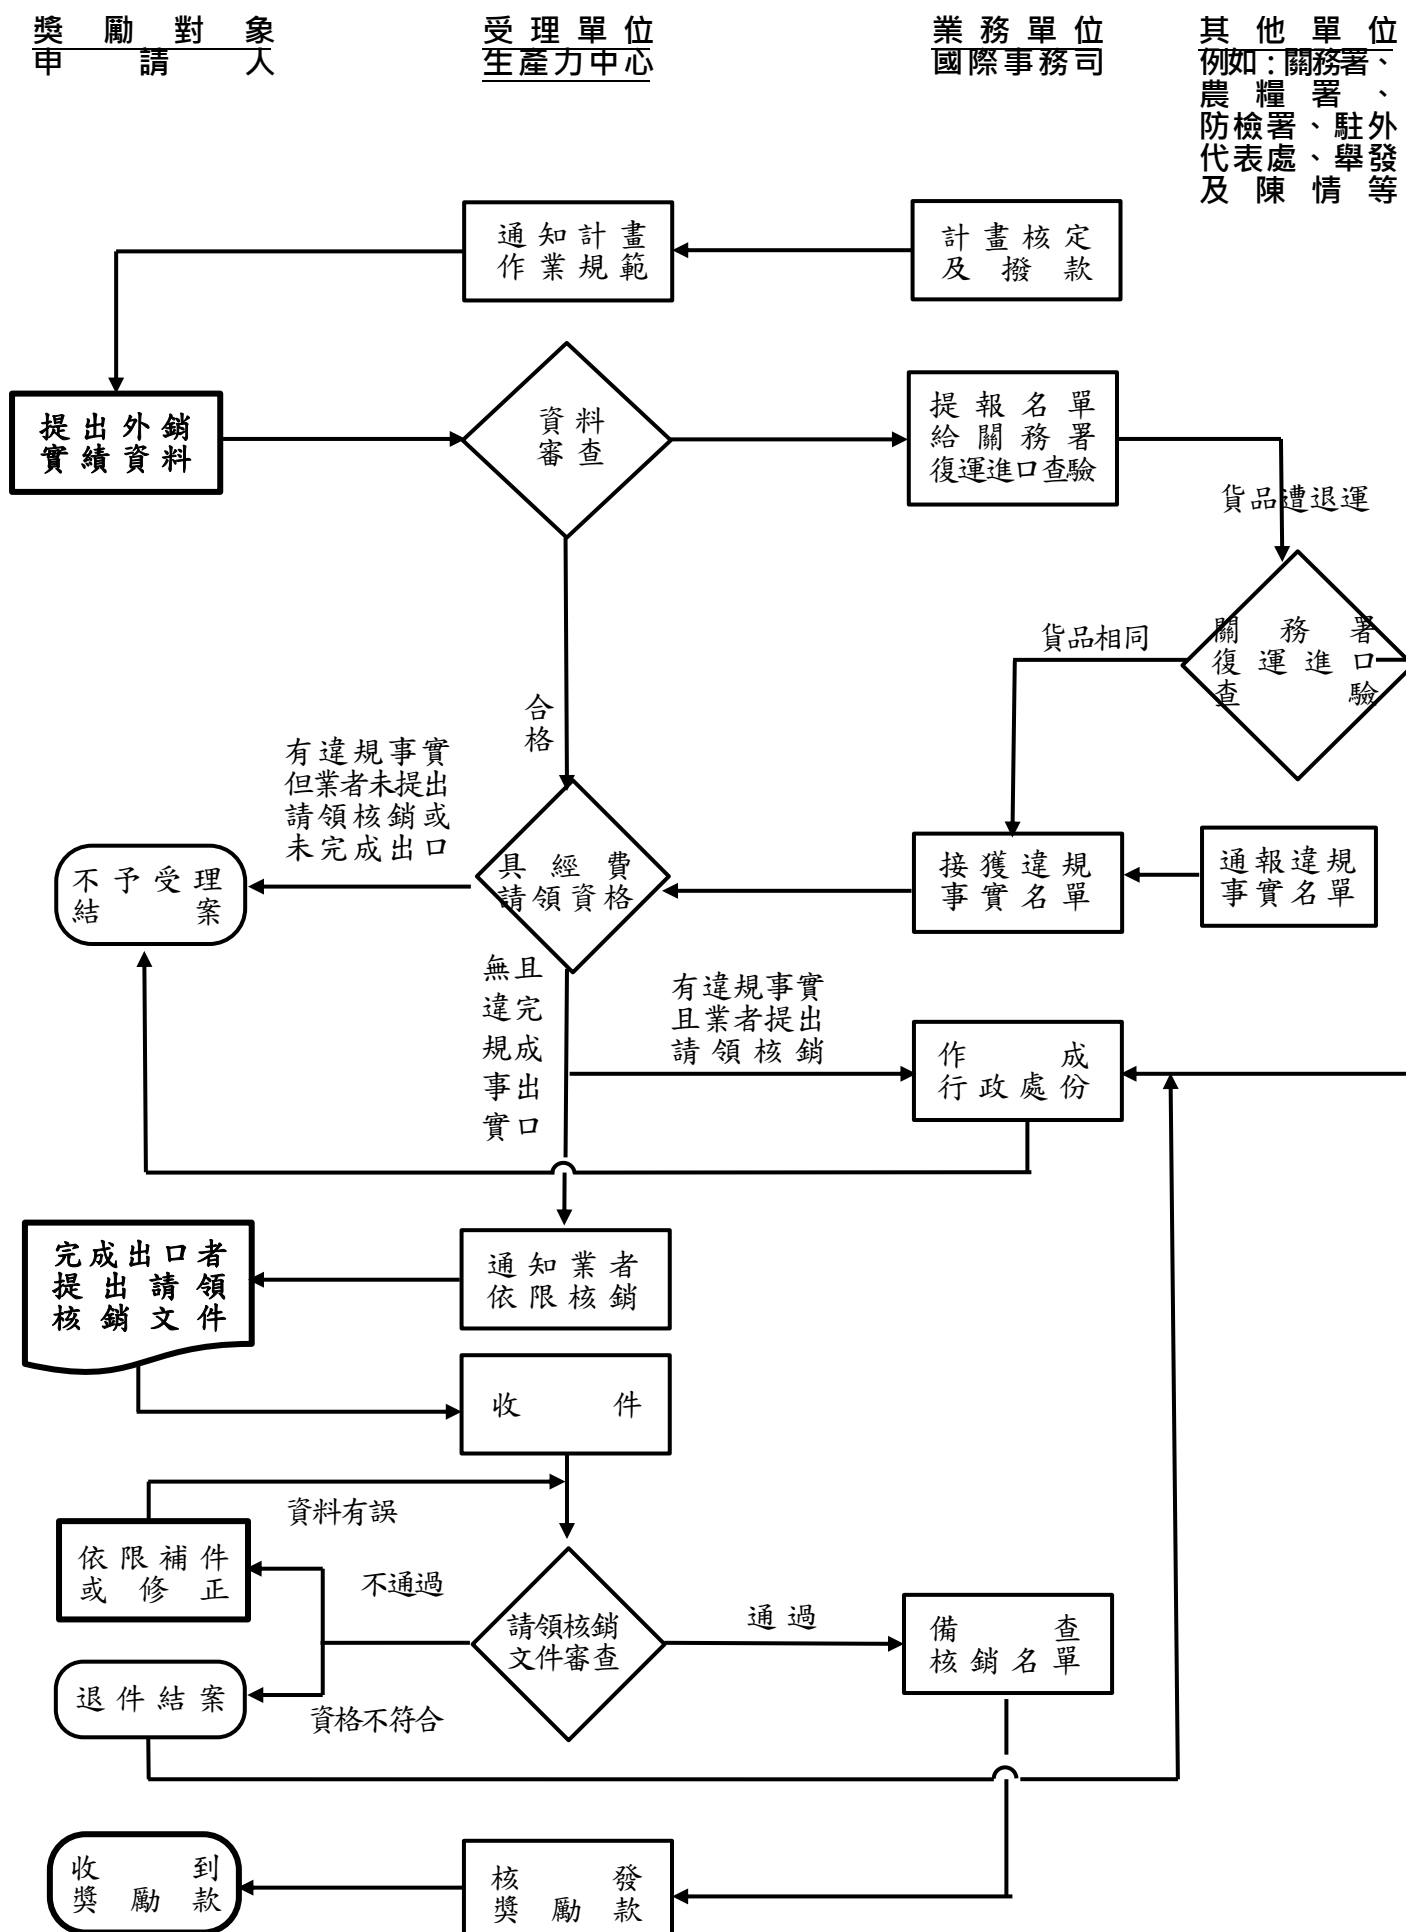 獎勵對象
申請人
受理單位
生產力中心
業務單位
國際事務司
其他單位
例如：關務署、
農糧署、
防檢署、駐外
代表處、舉發
及陳情等
通知計畫
作業規範
計畫核定
及撥款
提出外銷
實績資料
資料
審查
提報名單
給關務署
復運進口查驗
貨品遭退運
貨品相同
關務署
復運進口
查驗
合格
有違規事實
但業者未提出
請領核銷或
未完成出口
不予受理
結案
具經費
請領資格
接獲違規
事實名單
通報違規
事實名單
無違規事實
且完成出口
有違規事實
且業者提出
請領核銷
作成
行政處份
完成出口者
提出請領
核銷文件
通知業者
依限核銷
收件
資料有誤
依限補件
或修正
不通過
請領核銷
文件審查
通過
備查
核銷名單
退件結案
資格不符合
收到
獎勵款
核發
獎勵款